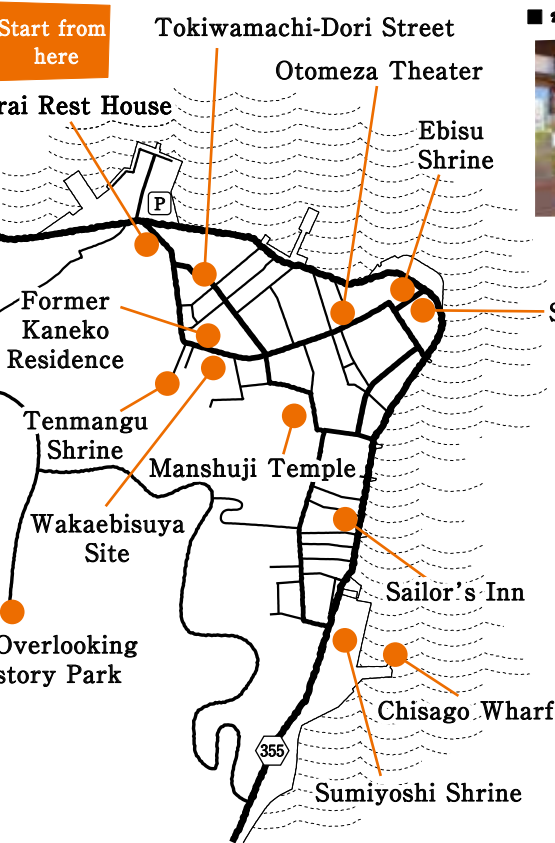 Start from
here
Tokiwamachi-Dori Street
Otomeza Theater
rai Rest House
Ebisu
Shrine
P
S
Former
Kaneko
Residence
Tenmangu
Shrine
Manshuji Temple
Wakaebisuya
Site
Sailor's Inn
Overlooking
story Park
Chisago Wharf
355
Sumiyoshi Shrine